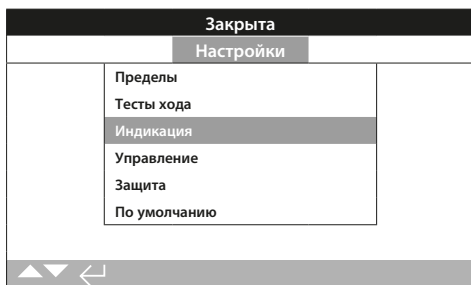 Закрыта
Настройки
Пределы
Тесты хода
Индикация
Управление
Защита
По умолчанию